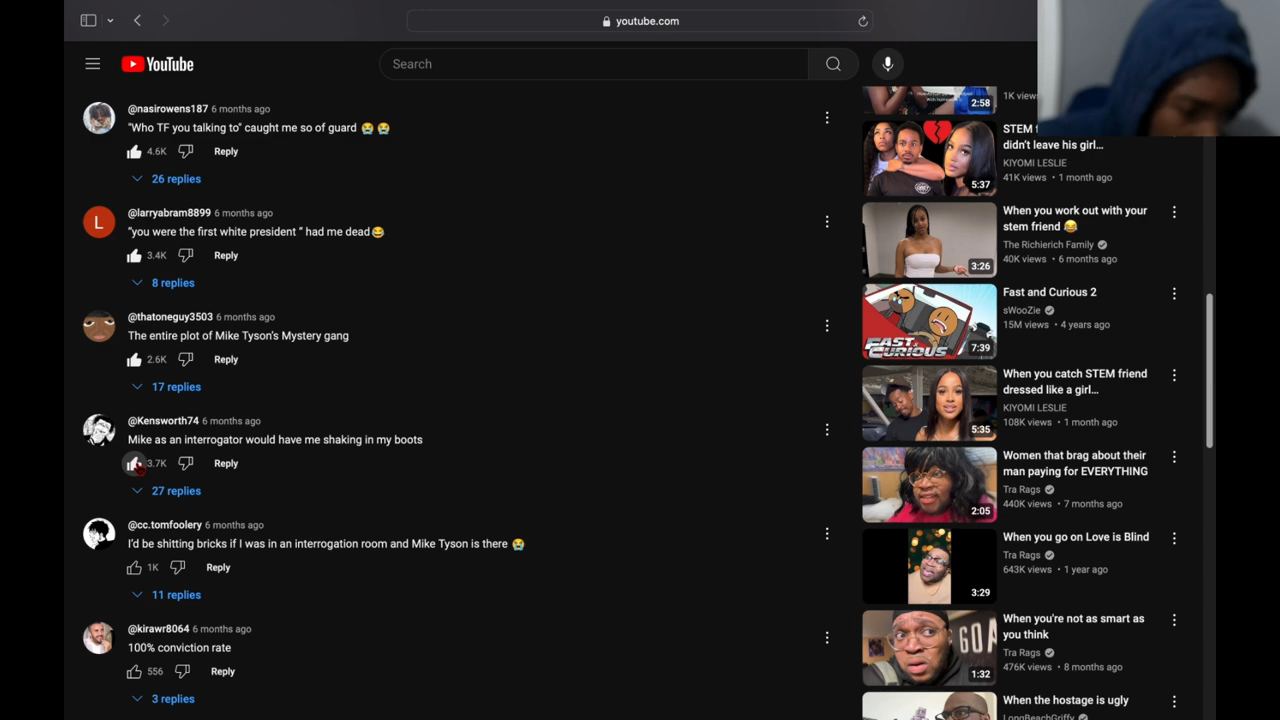 youtube.com
YouTube
Search
@nasirowens187 6 months ago
"Who TF you talking to" caught me so of guard 😭 😭
4.6K Reply
26 replies
L
@larryabram8899 6 months ago
“you were the first white president ” had me dead😂
3.4K Reply
8 replies
@thatoneguy3503 6 months ago
The entire plot of Mike Tyson’s Mystery gang
2.6K Reply
17 replies
@Kensworth74 6 months ago
Mike as an interrogator would have me shaking in my boots
3.7K Reply
27 replies
@cc.tomfoolery 6 months ago
I’d be shitting bricks if I was in an interrogation room and Mike Tyson is there 😭
1K Reply
11 replies
@kirawr8064 6 months ago
100% conviction rate
556 Reply
3 replies
2:58
1K views
STEM
didn’t leave his girl...
KIYOMI LESLIE
41K views • 1 month ago
5:37
When you work out with your
stem friend 😂
The Richierich Family
40K views • 6 months ago
3:26
Fast and Curious 2
sWooZie
15M views • 4 years ago
FAST
CURIOUS
7:39
When you catch STEM friend
dressed like a girl...
KIYOMI LESLIE
108K views • 1 month ago
5:35
Women that brag about their
man paying for EVERYTHING
Tra Rags
440K views • 7 months ago
2:05
When you go on Love is Blind
Tra Rags
643K views • 1 year ago
3:29
When you're not as smart as
you think
Tra Rags
476K views • 8 months ago
GOA
1:32
When the hostage is ugly
LongBeachGriffy